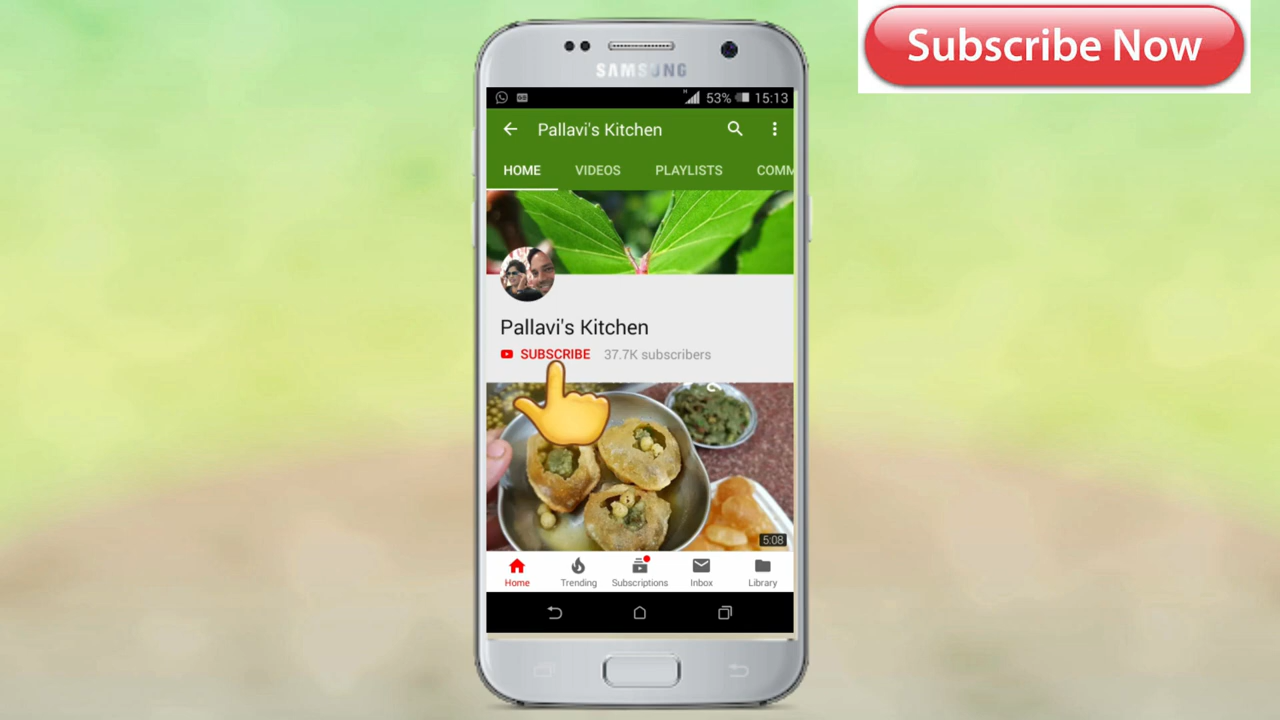 Subscribe Now
SAMSUNG
53% 15:13
Pallavi's Kitchen
HOME VIDEOS PLAYLISTS COMM
Pallavi's Kitchen
SUBSCRIBE 37.7K subscribers
5:08
Home Trending Subscriptions Inbox Library